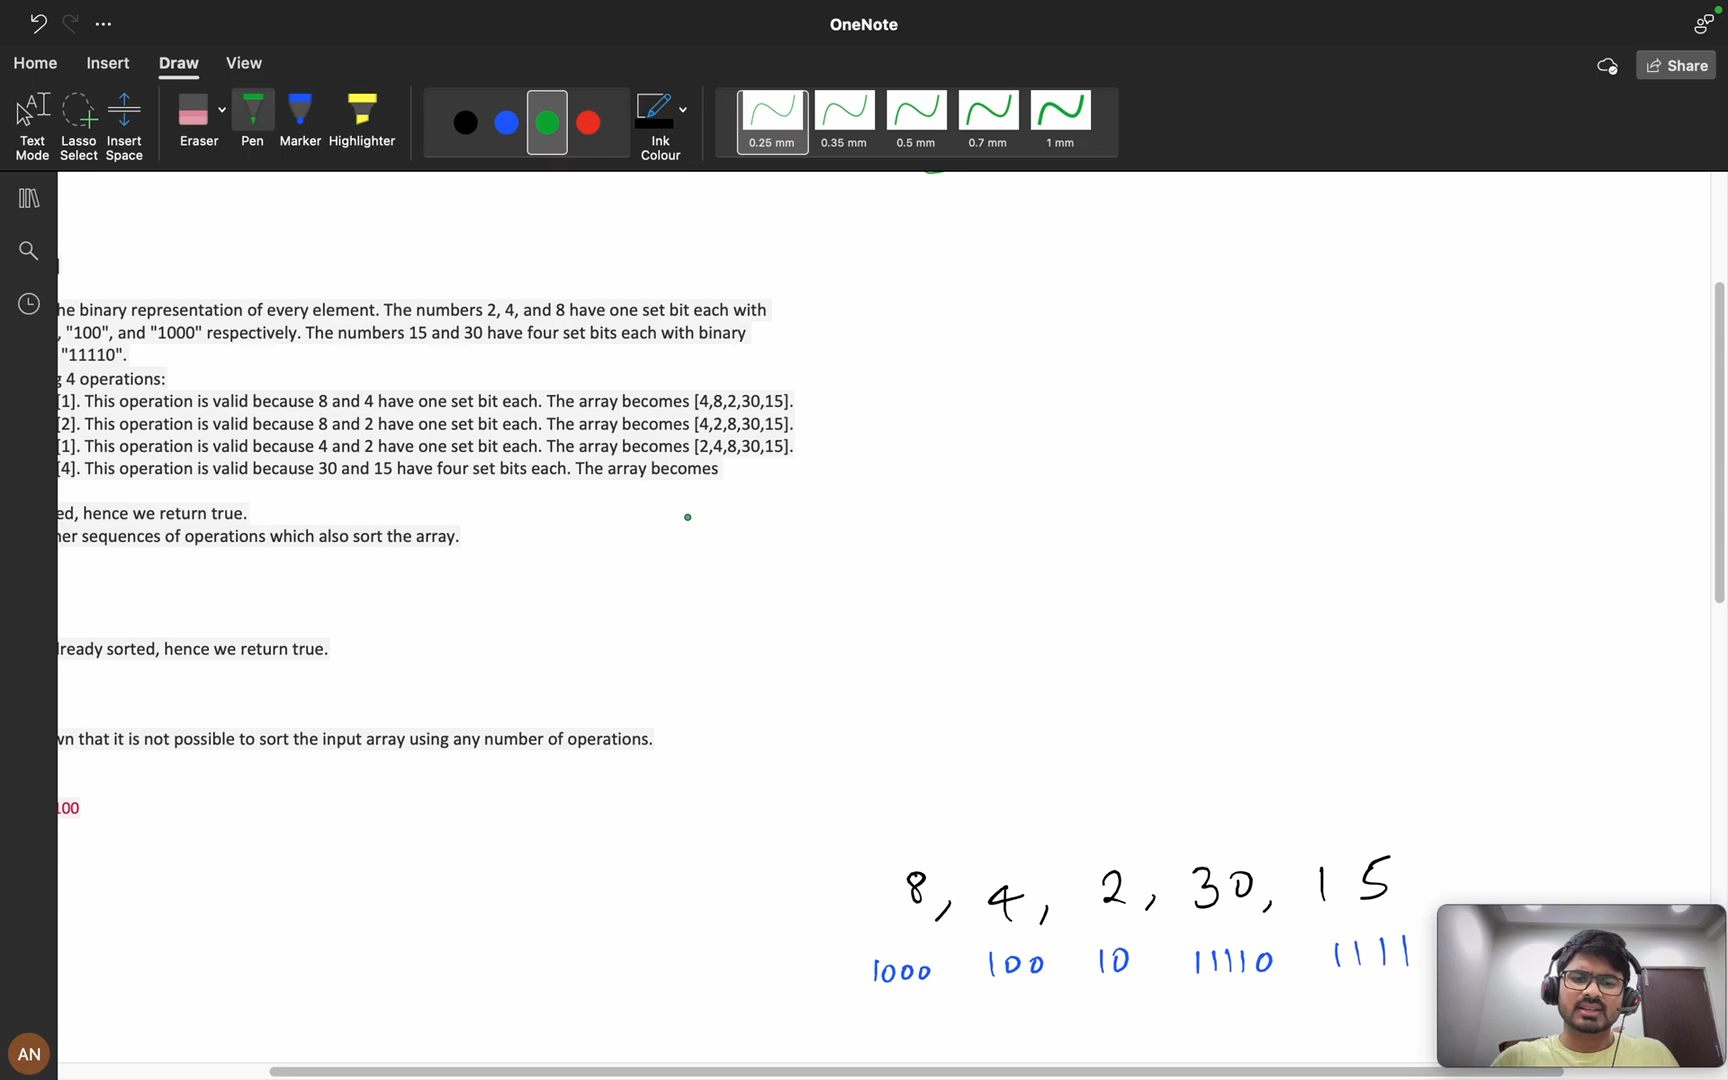 OneNote
Home Insert Draw View
Share
Text Mode
Lasso Select
Insert Space
Eraser
Pen
Marker
Highlighter
Ink Colour
0.25 mm
0.35 mm
0.5 mm
0.7 mm
1 mm
]
he binary representation of every element. The numbers 2, 4, and 8 have one set bit each with
, "100", and "1000" respectively. The numbers 15 and 30 have four set bits each with binary
"11110".
g 4 operations:
[1]. This operation is valid because 8 and 4 have one set bit each. The array becomes [4,8,2,30,15].
[2]. This operation is valid because 8 and 2 have one set bit each. The array becomes [4,2,8,30,15].
[1]. This operation is valid because 4 and 2 have one set bit each. The array becomes [2,4,8,30,15].
[4]. This operation is valid because 30 and 15 have four set bits each. The array becomes
ed, hence we return true.
her sequences of operations which also sort the array.
lready sorted, hence we return true.
wn that it is not possible to sort the input array using any number of operations.
100
8, 4, 2, 30, 15
1000 100 10 11110 1111
AN